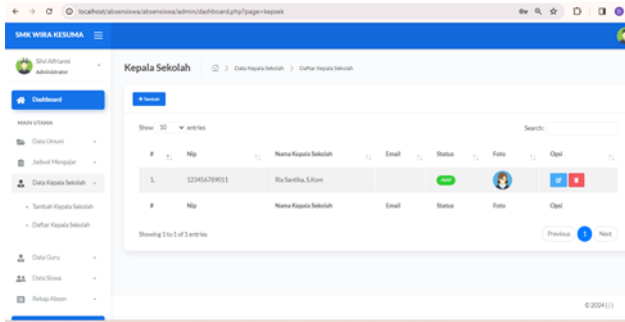 localhost/absensiswa/absensiswa/admin/dashboard.php?page=kepsek
SMK WIRA KESUMA
Silvi Alfrianni
Administrator
Dashboard
MAIN UTAMA
Data Umum
Jadwal Mengajar
Data Kepala Sekolah
Tambah Kepala Sekolah
Daftar Kepala Sekolah
Data Guru
Data Siswa
Rekap Absen
Kepala Sekolah > Data Kepala Sekolah > Daftar Kepala Sekolah
+ Tambah
Show 10 entries Search:
# Nip Nama Kepala Sekolah Email Status Foto Opsi
1. 123456789011 Ria Santika, S.Kom Aktif
# Nip Nama Kepala Sekolah Email Status Foto Opsi
Showing 1 to 1 of 1 entries Previous 1 Next
© 2024 | | |